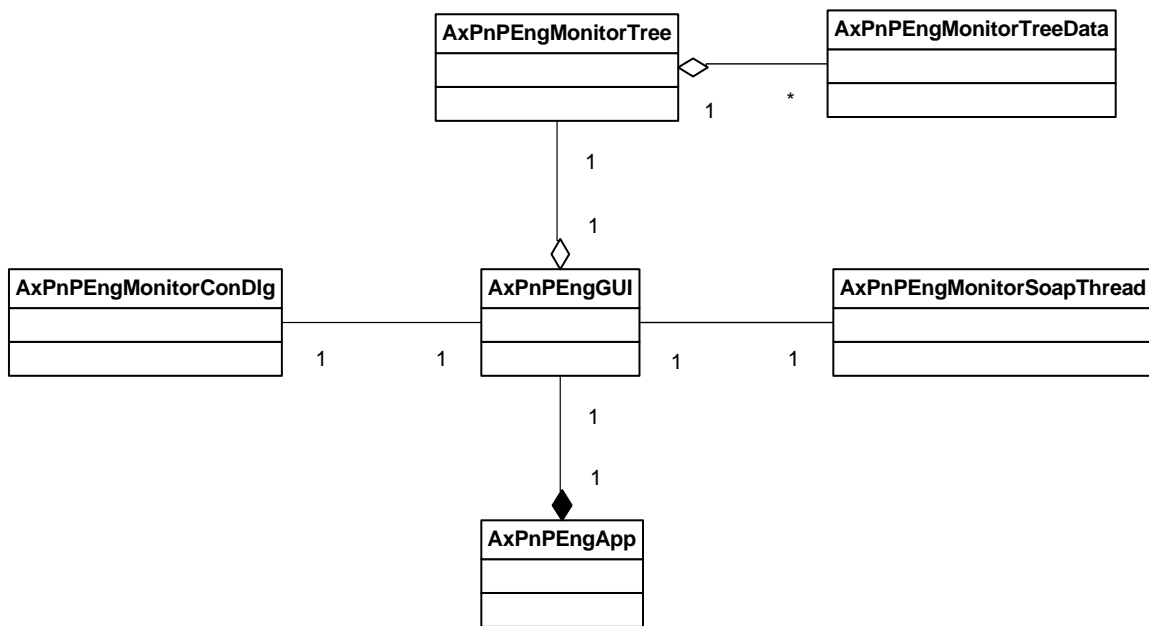 AxPnPEngMonitorTree
AxPnPEngMonitorTreeData
1
*
1
1
AxPnPEngMonitorConDlg
AxPnPEngGUI
AxPnPEngMonitorSoapThread
1
1
1
1
1
1
AxPnPEngApp